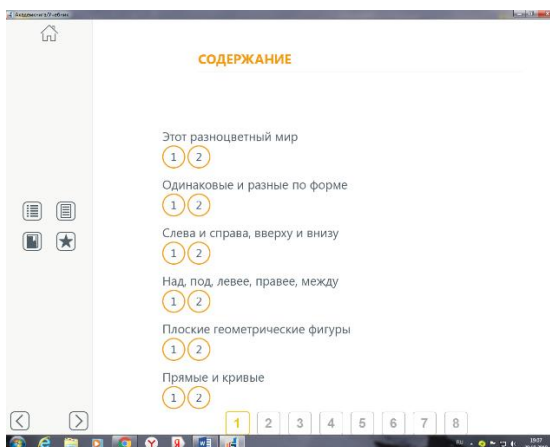 Академкнига/Учебник
СОДЕРЖАНИЕ
Этот разноцветный мир
1 2
Одинаковые и разные по форме
1 2
Слева и справа, вверху и внизу
1 2
Над, под, левее, правее, между
1 2
Плоские геометрические фигуры
1 2
Прямые и кривые
1 2
1 2 3 4 5 6 7 8